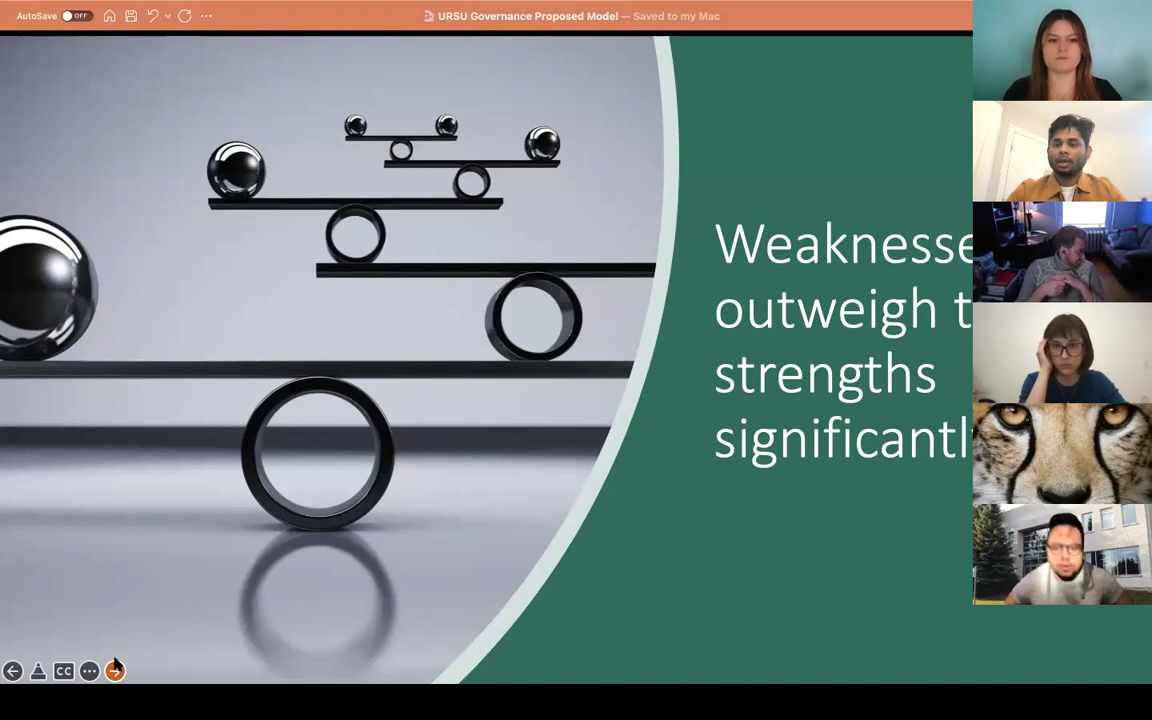 AutoSave OFF URSU Governance Proposed Model — Saved to my Mac
Weaknesse
outweigh t
strengths
significantl
CC